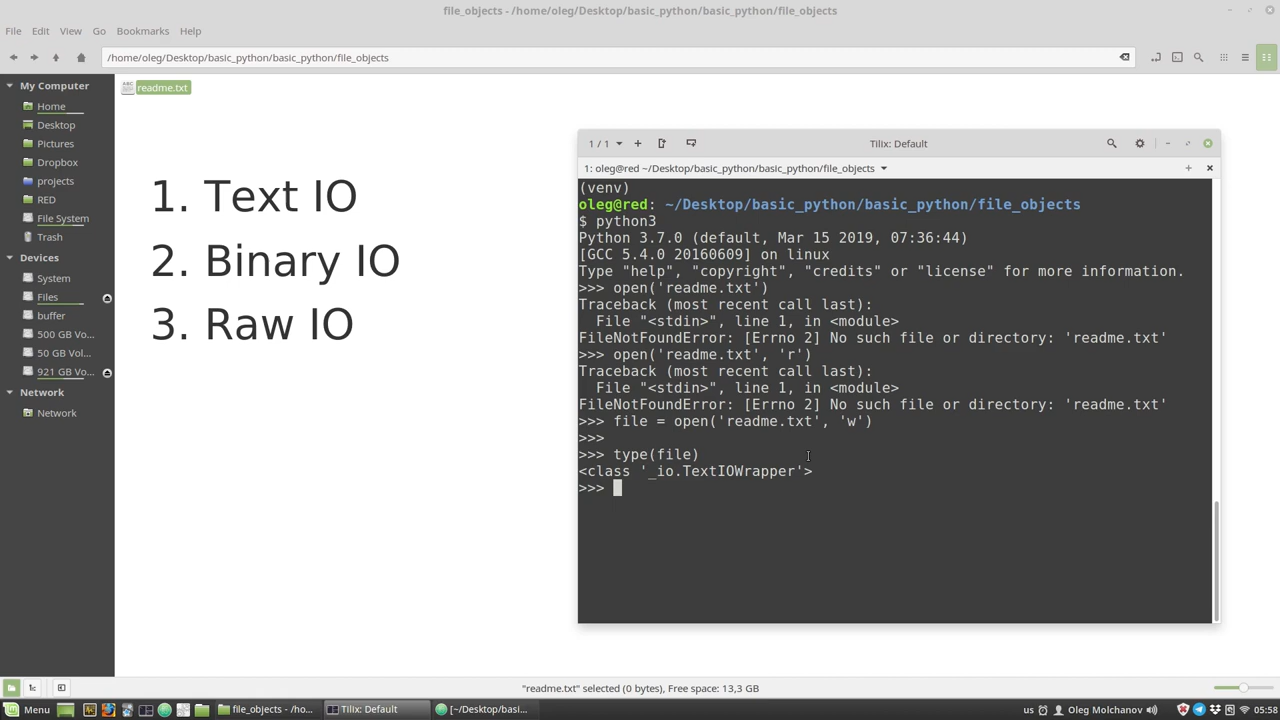 file_objects - /home/oleg/Desktop/basic_python/basic_python/file_objects
File Edit View Go Bookmarks Help
/home/oleg/Desktop/basic_python/basic_python/file_objects
My Computer
Home
Desktop
Pictures
Dropbox
projects
RED
File System
Trash
Devices
System
Files
buffer
500 GB Vo...
50 GB Vol...
921 GB Vo...
Network
Network
readme.txt
1. Text IO
2. Binary IO
3. Raw IO
1 / 1
Tilix: Default
1: oleg@red ~/Desktop/basic_python/basic_python/file_objects
(venv)
oleg@red: ~/Desktop/basic_python/basic_python/file_objects
$ python3
Python 3.7.0 (default, Mar 15 2019, 07:36:44)
[GCC 5.4.0 20160609] on linux
Type "help", "copyright", "credits" or "license" for more information.
>>> open('readme.txt')
Traceback (most recent call last):
  File "<stdin>", line 1, in <module>
FileNotFoundError: [Errno 2] No such file or directory: 'readme.txt'
>>> open('readme.txt', 'r')
Traceback (most recent call last):
  File "<stdin>", line 1, in <module>
FileNotFoundError: [Errno 2] No such file or directory: 'readme.txt'
>>> file = open('readme.txt', 'w')
>>>
>>> type(file)
<class '_io.TextIOWrapper'>
>>>
"readme.txt" selected (0 bytes), Free space: 13,3 GB
Menu
file_objects - /ho...
Tilix: Default
[~/Desktop/basi...
us
Oleg Molchanov
05:58